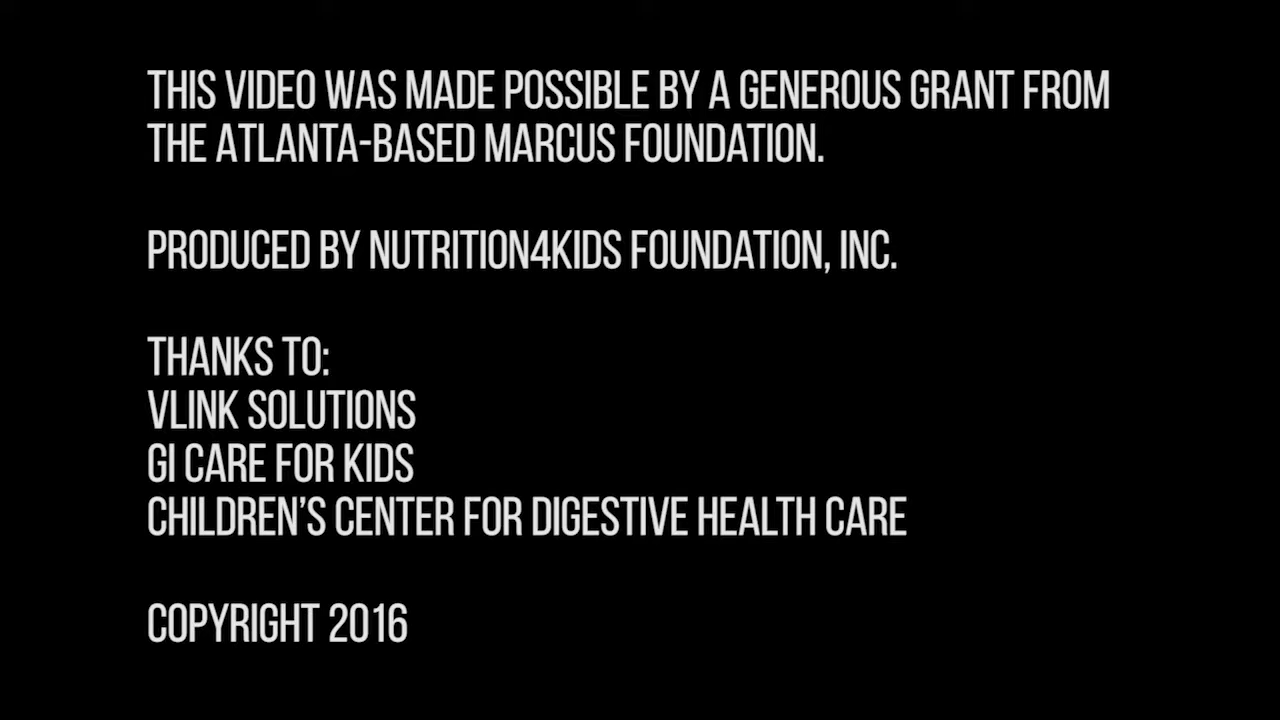 THIS VIDEO WAS MADE POSSIBLE BY A GENEROUS GRANT FROM
THE ATLANTA-BASED MARCUS FOUNDATION.
PRODUCED BY NUTRITION4KIDS FOUNDATION, INC.
THANKS TO:
VLINK SOLUTIONS
GI CARE FOR KIDS
CHILDREN’S CENTER FOR DIGESTIVE HEALTH CARE
COPYRIGHT 2016